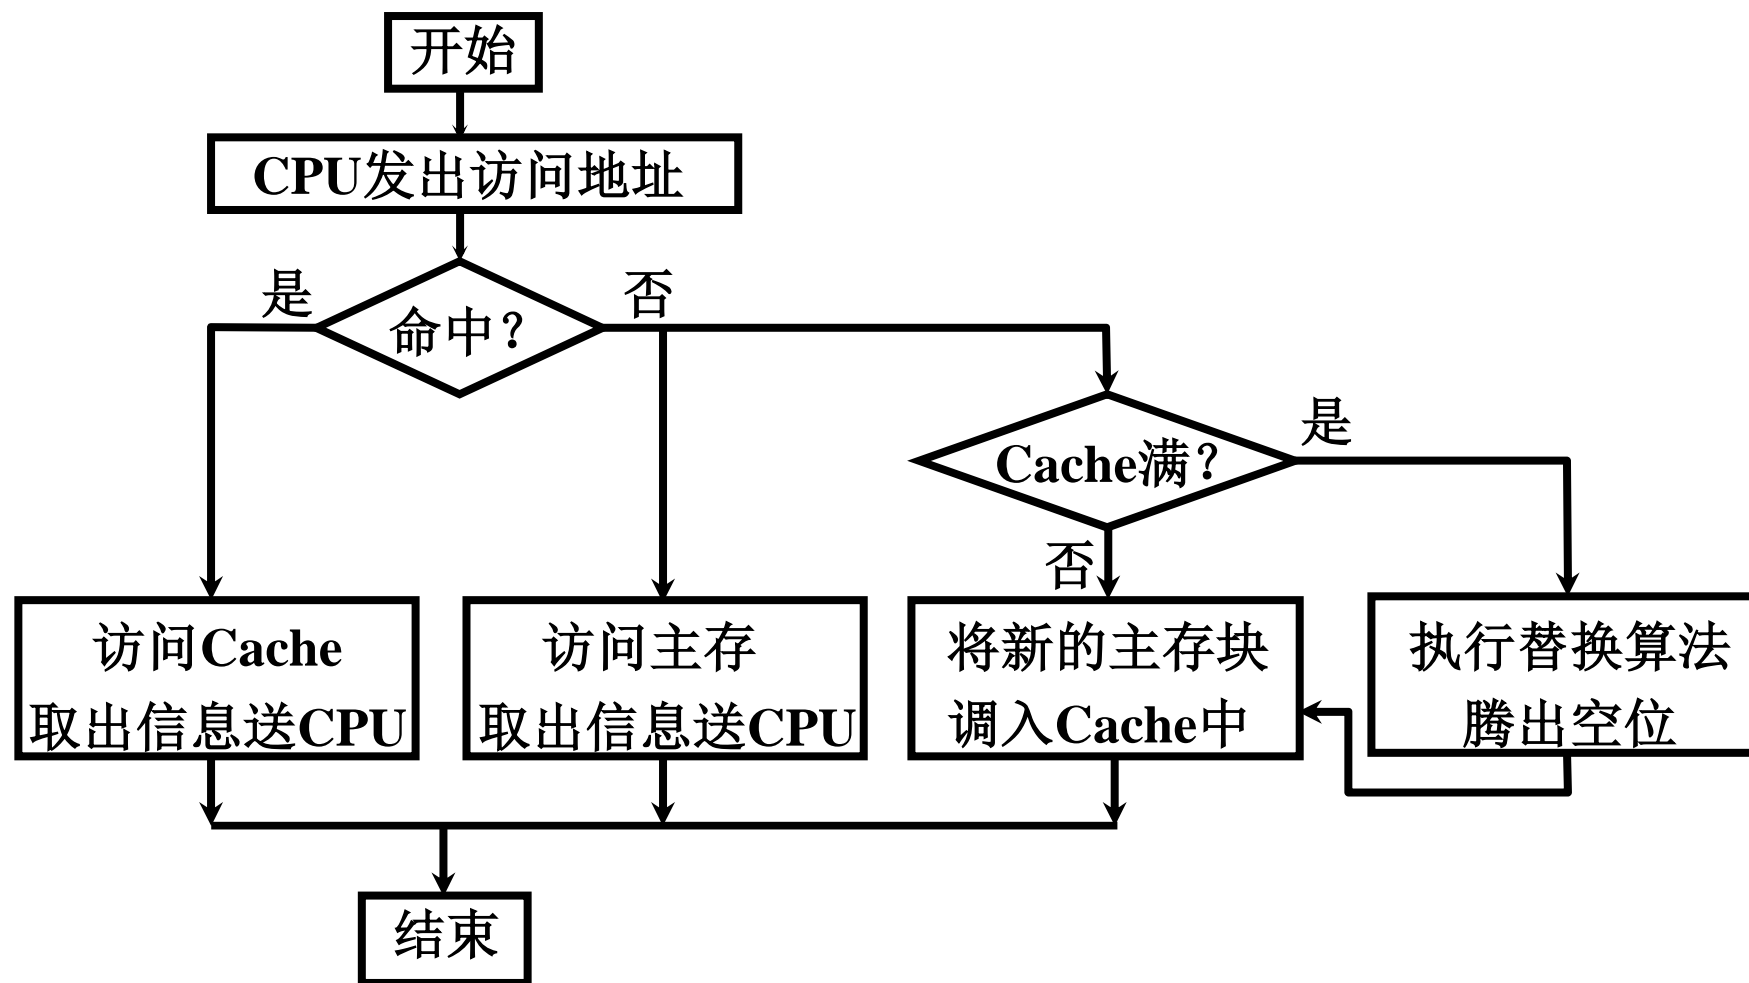 开始
CPU发出访问地址
是
否
命中？
是
Cache满？
否
访问Cache
取出信息送CPU
访问主存
取出信息送CPU
将新的主存块
调入Cache中
执行替换算法
腾出空位
结束